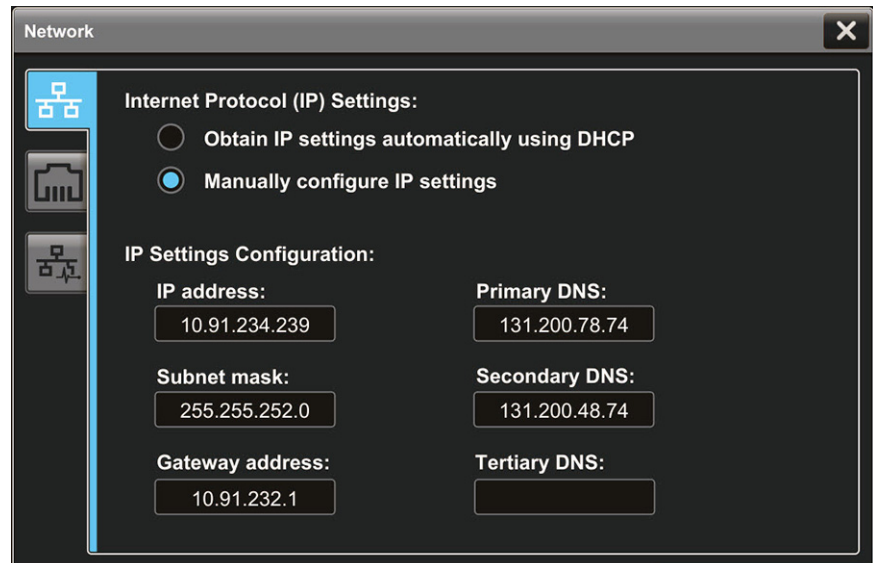 Network
Internet Protocol (IP) Settings:
Obtain IP settings automatically using DHCP
Manually configure IP settings
IP Settings Configuration:
IP address:
10.91.234.239
Primary DNS:
131.200.78.74
Subnet mask:
255.255.252.0
Secondary DNS:
131.200.48.74
Gateway address:
10.91.232.1
Tertiary DNS: